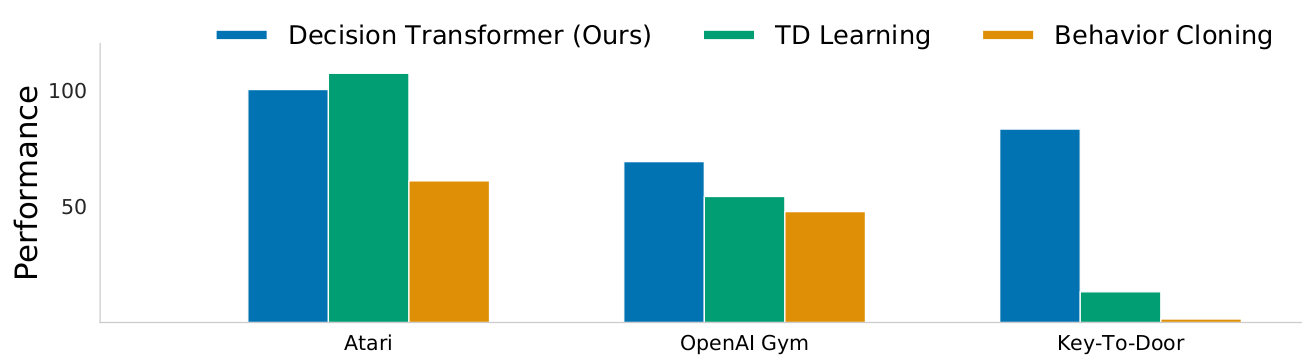 Decision Transformer (Ours) TD Learning Behavior Cloning
Performance
100
50
Atari OpenAI Gym Key-To-Door